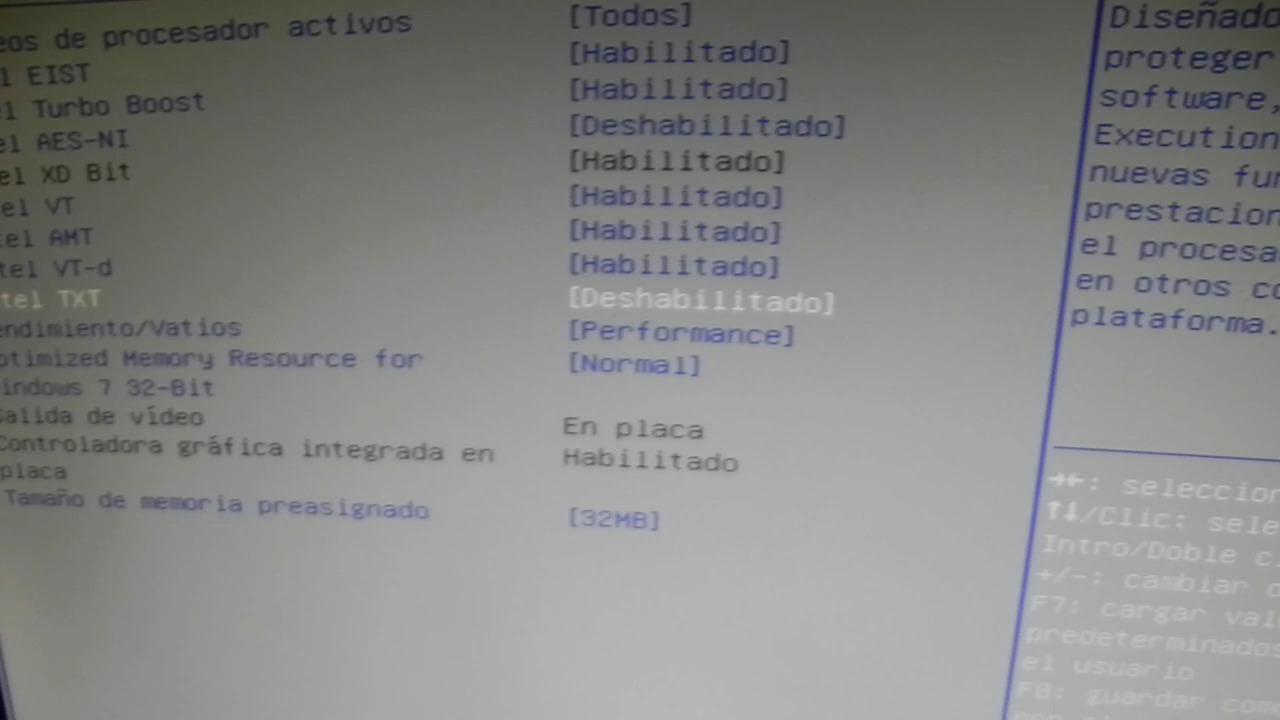 eos de procesador activos [Todos]
l EIST [Habilitado]
el Turbo Boost [Habilitado]
el AES-NI [Deshabilitado]
el XD Bit [Habilitado]
el VT [Habilitado]
tel AMT [Habilitado]
tel VT-d [Habilitado]
tel TXT [Deshabilitado]
endimiento/Vatios [Performance]
ptimized Memory Resource for [Normal]
indows 7 32-Bit
Salida de vídeo En placa
Controladora gráfica integrada en Habilitado
placa
Tamaño de memoria preasignado [32MB]
Diseñado
proteger
software,
Execution
nuevas fun
prestacion
el procesa
en otros co
plataforma.
→←: seleccion
↑↓/Clic: sele
Intro/Doble c
+/-: cambiar o
F7: cargar val
predeterminados
el usuario
F8: guardar com